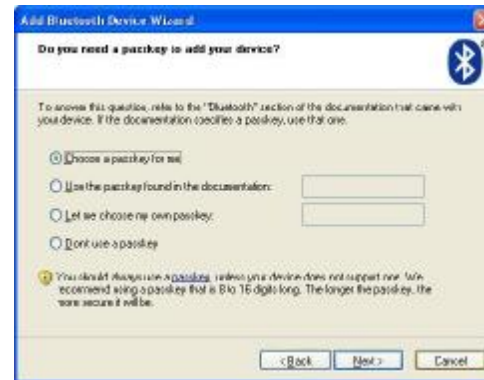 Add Bluetooth Device Wizard
Do you need a passkey to add your device?
To answer this question, refer to the "Bluetooth" section of the documentation that came with
your device. If the documentation specifies a passkey, use that one.
Choose a passkey for me
Use the passkey found in the documentation:
Let me choose my own passkey:
Don't use a passkey
You should always use a passkey, unless your device does not support one. We
recommend using a passkey that is 8 to 16 digits long. The longer the passkey, the
more secure it will be.
< Back Next > Cancel